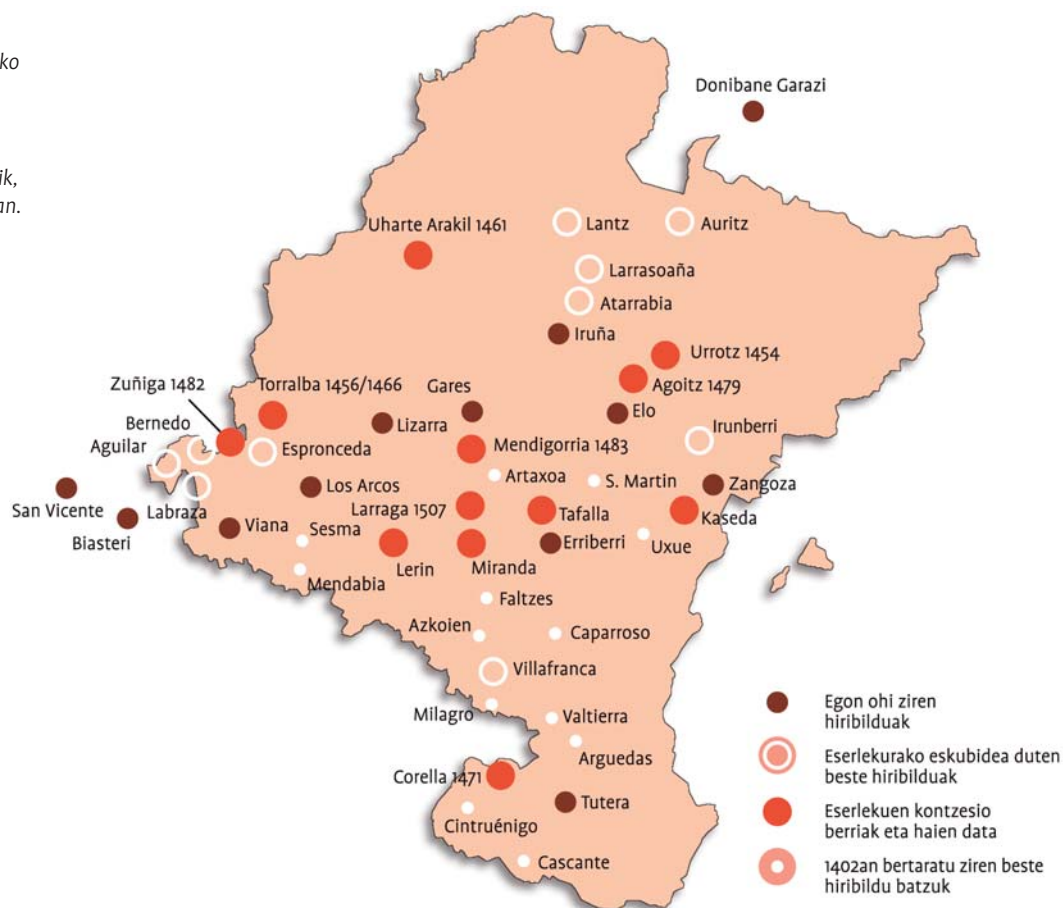 ko
ik,
an.
Donibane Garazi
Uharte Arakil 1461
Lantz
Auritz
Larrasoaña
Atarrabia
Iruña
Urrotz 1454
Agoitz 1479
Zuñiga 1482
Torralba 1456/1466
Gares
Elo
Bernedo
Lizarra
Irunberri
Aguilar
Espronceda
Mendigorria 1483
Artaxoa
S. Martin
Zangoza
San Vicente
Los Arcos
Labraza
Larraga 1507
Tafalla
Kaseda
Biasteri
Viana
Sesma
Erriberri
Uxue
Lerin
Miranda
Mendabia
Faltzes
Azkoien
Caparroso
Villafranca
Milagro
Valtierra
Arguedas
Corella 1471
Tutera
Cintruénigo
Cascante
Egon ohi ziren
hiribilduak
Eserlekurako eskubidea duten
beste hiribilduak
Eserlekuen kontzesio
berriak eta haien data
1402an bertaratu ziren beste
hiribildu batzuk